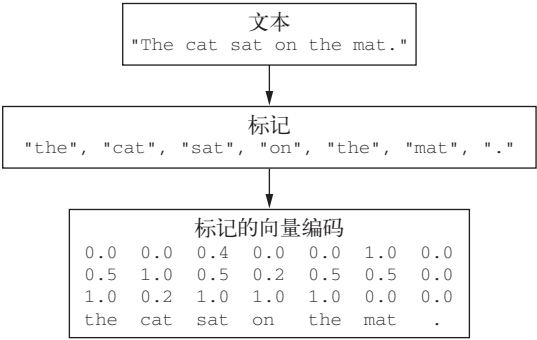 文本
"The cat sat on the mat."
标记
"the", "cat", "sat", "on", "the", "mat", "."
标记的向量编码
0.0 0.0 0.4 0.0 0.0 1.0 0.0
0.5 1.0 0.5 0.2 0.5 0.5 0.0
1.0 0.2 1.0 1.0 1.0 0.0 0.0
the cat sat on the mat .